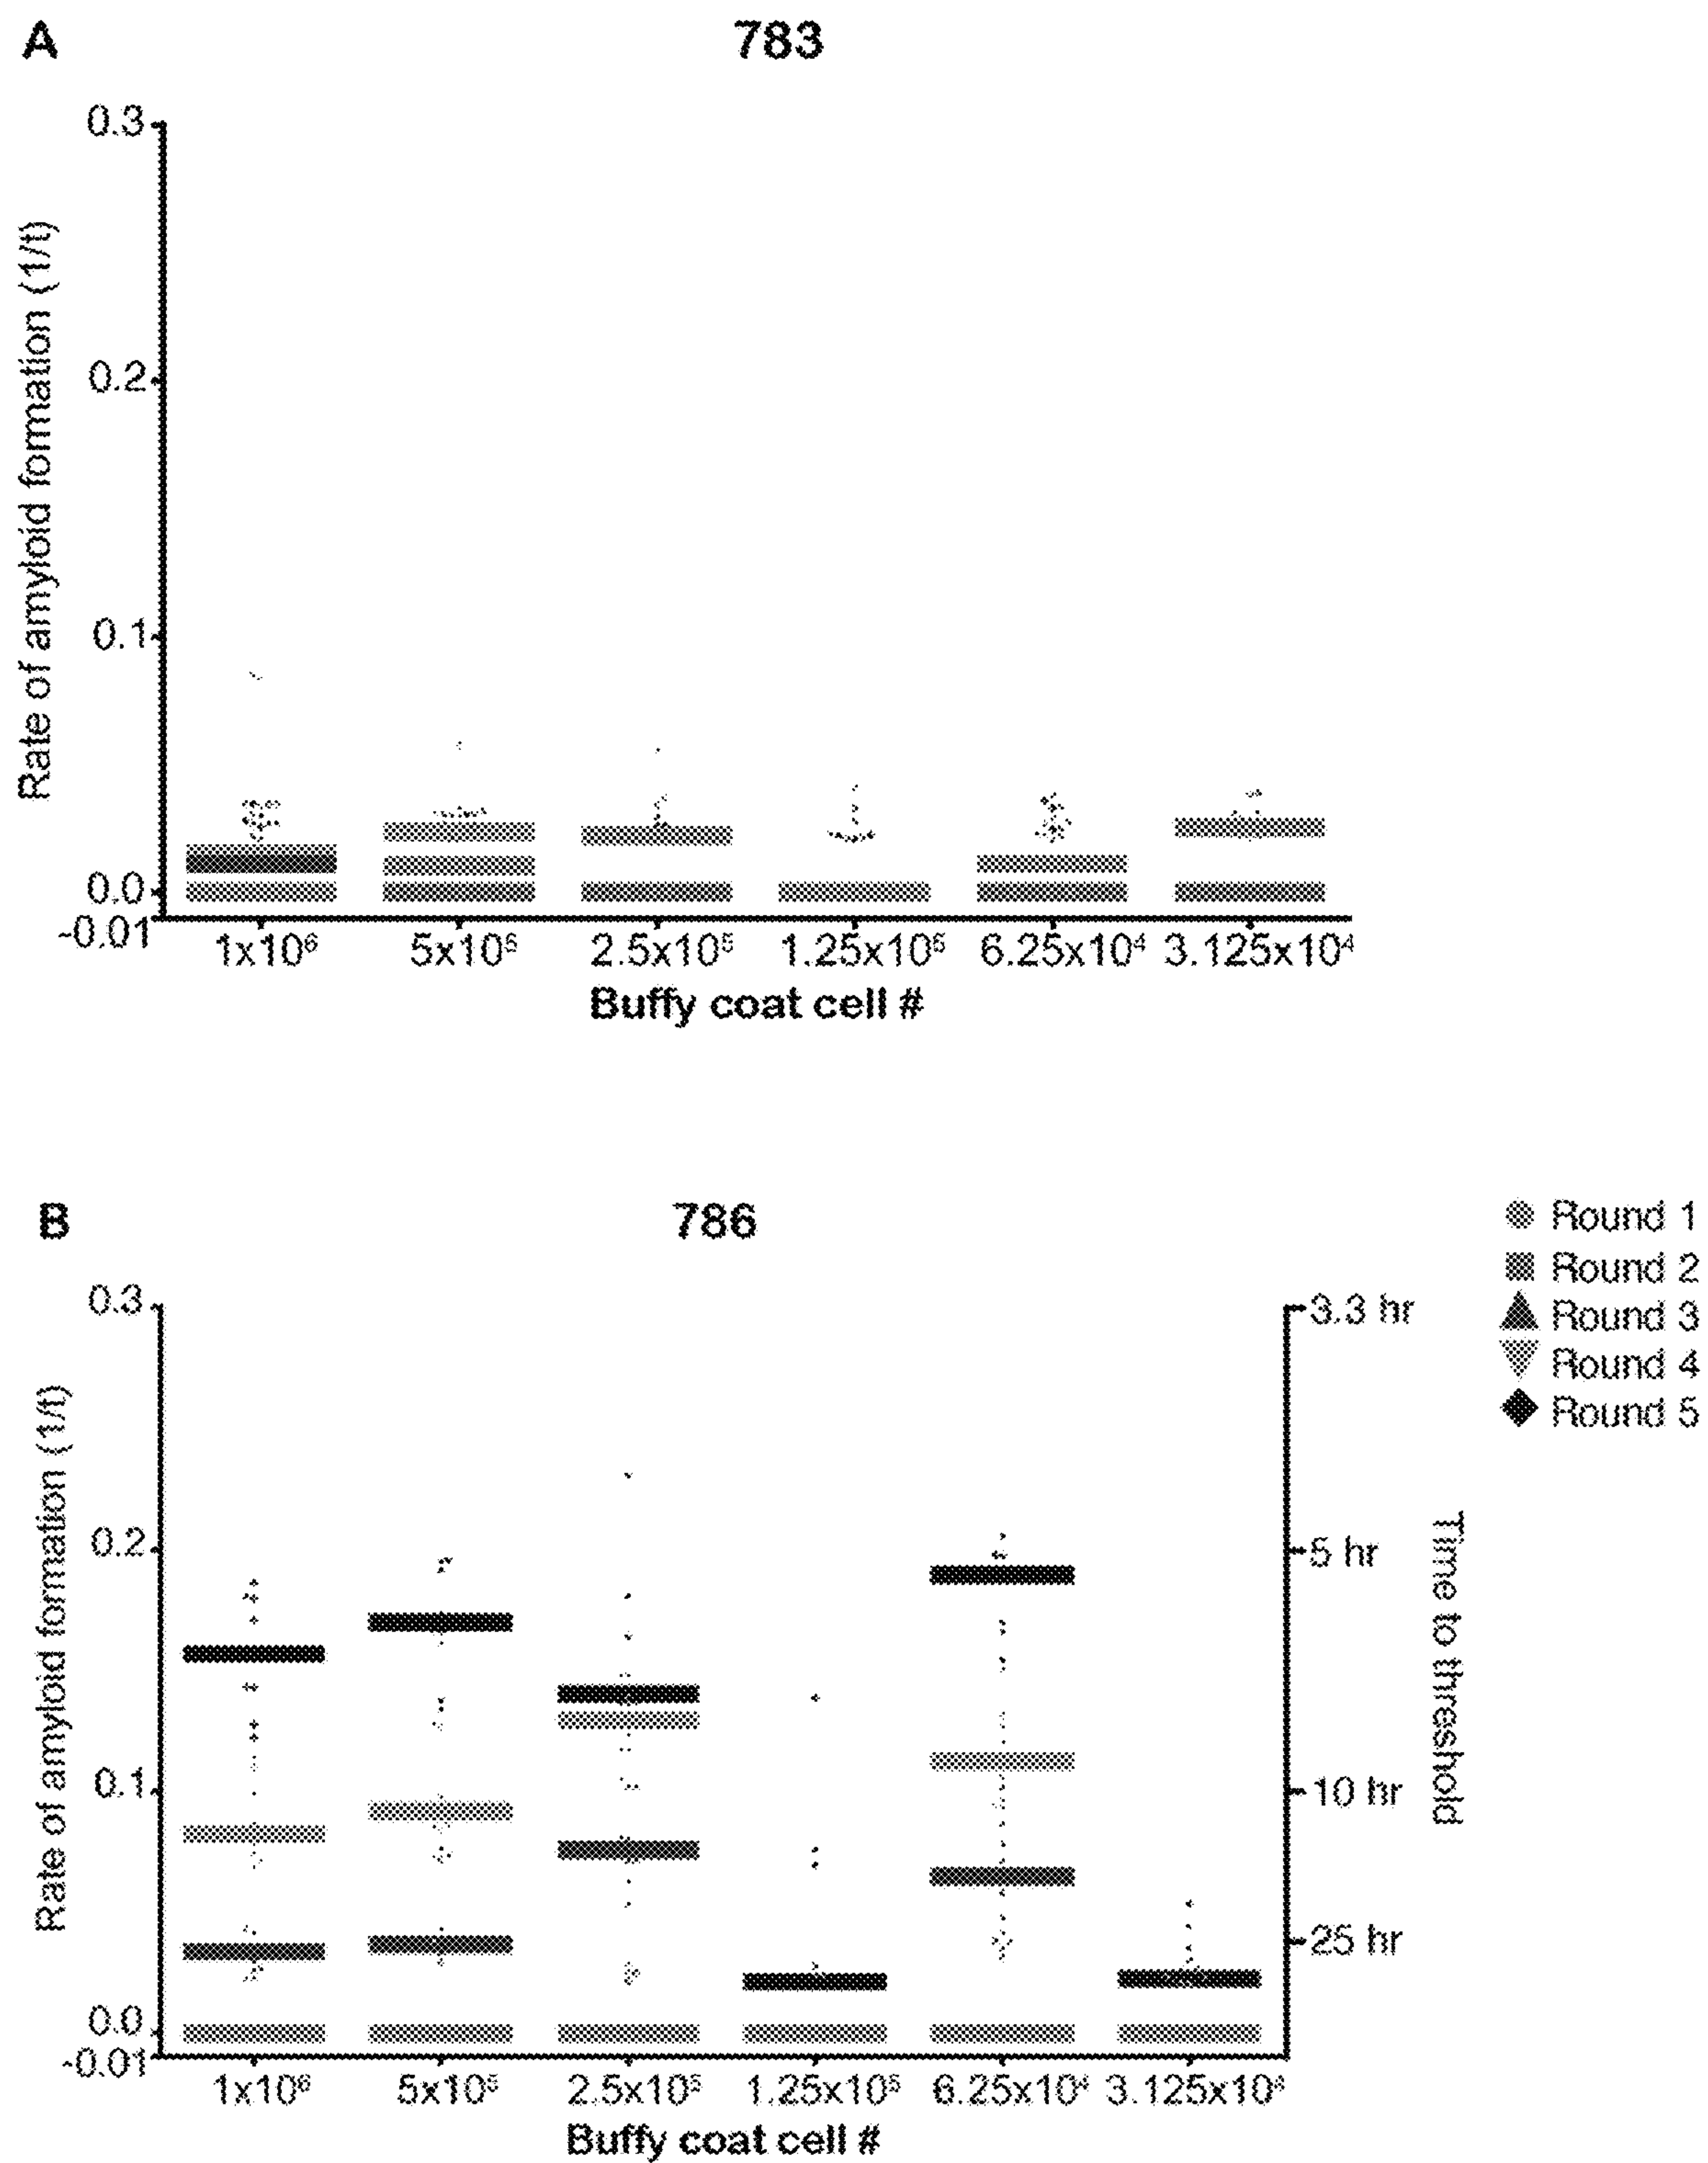 A
783
Rate of amyloid formation (1/t)
0.3
0.2
0.1
0.0
-0.01
1x10⁶
5x10⁵
2.5x10⁵
1.25x10⁵
6.25x10⁴
3.125x10⁴
Buffy coat cell #
B
786
Round 1
Round 2
Round 3
Round 4
Round 5
Rate of amyloid formation (1/t)
0.3
0.2
0.1
0.0
-0.01
3.3 hr
5 hr
10 hr
25 hr
Time to threshold
1x10⁶
5x10⁵
2.5x10⁵
1.25x10⁵
6.25x10⁴
3.125x10⁴
Buffy coat cell #